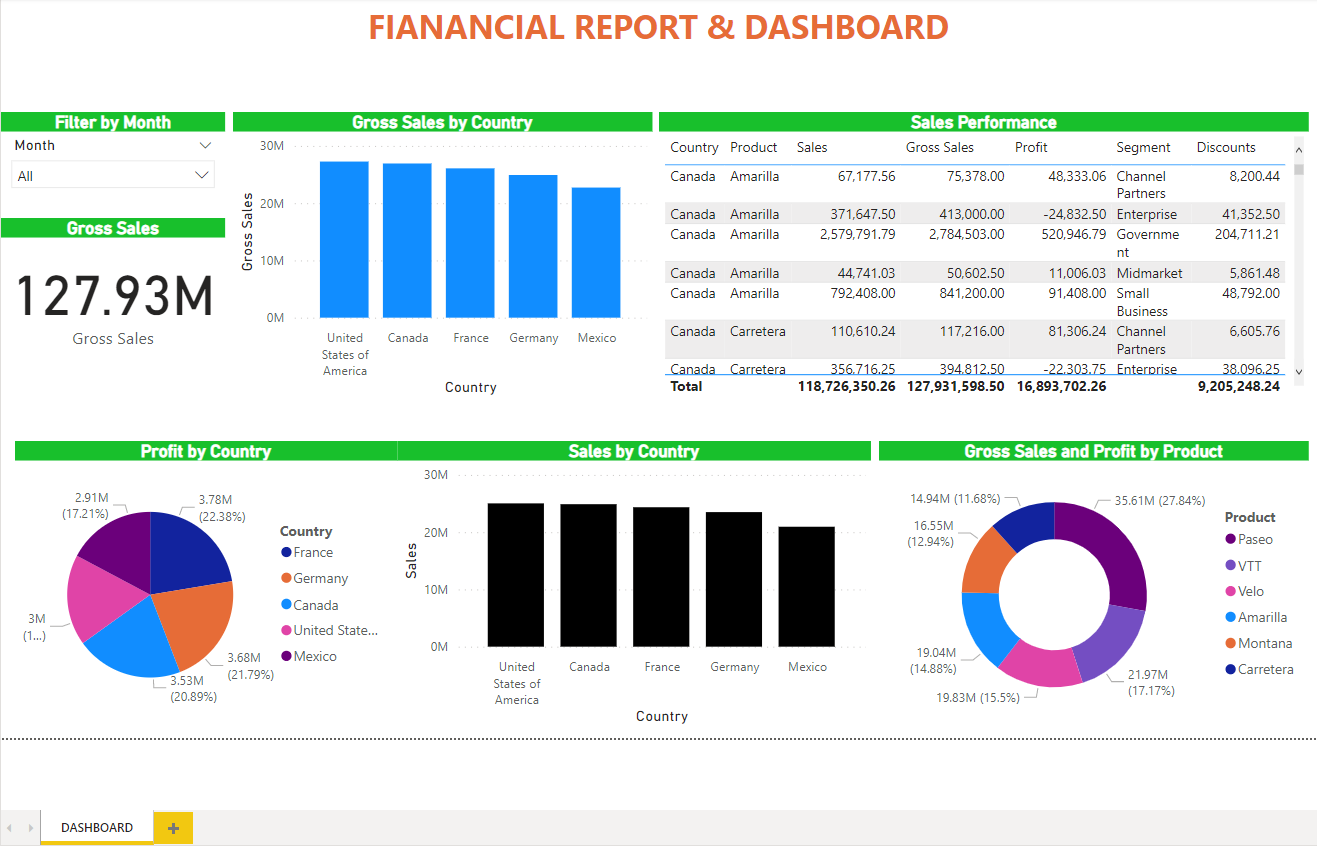 FIANANCIAL REPORT & DASHBOARD
Filter by Month
Month
All
Gross Sales
127.93M
Gross Sales
Gross Sales by Country
Gross Sales
30M
20M
10M
0M
United
States of
America
Canada
France
Germany
Mexico
Country
Sales Performance
Country Product Sales Gross Sales Profit Segment Discounts
Canada Amarilla 67,177.56 75,378.00 48,333.06 Channel 8,200.44
Partners
Canada Amarilla 371,647.50 413,000.00 -24,832.50 Enterprise 41,352.50
Canada Amarilla 2,579,791.79 2,784,503.00 520,946.79 Governme 204,711.21
nt
Canada Amarilla 44,741.03 50,602.50 11,006.03 Midmarket 5,861.48
Canada Amarilla 792,408.00 841,200.00 91,408.00 Small 48,792.00
Business
Canada Carretera 110,610.24 117,216.00 81,306.24 Channel 6,605.76
Partners
Canada Carretera 356,716.25 394,812.50 -22,303.75 Enterprise 38,096.25
Total 118,726,350.26 127,931,598.50 16,893,702.26 9,205,248.24
Profit by Country
2.91M
(17.21%)
3.78M
(22.38%)
3M
(1...)
3.68M
(21.79%)
3.53M
(20.89%)
Country
France
Germany
Canada
United State...
Mexico
Sales by Country
Sales
30M
20M
10M
0M
United
States of
America
Canada
France
Germany
Mexico
Country
Gross Sales and Profit by Product
14.94M (11.68%)
35.61M (27.84%)
16.55M
(12.94%)
19.04M
(14.88%)
19.83M (15.5%)
21.97M
(17.17%)
Product
Paseo
VTT
Velo
Amarilla
Montana
Carretera
DASHBOARD